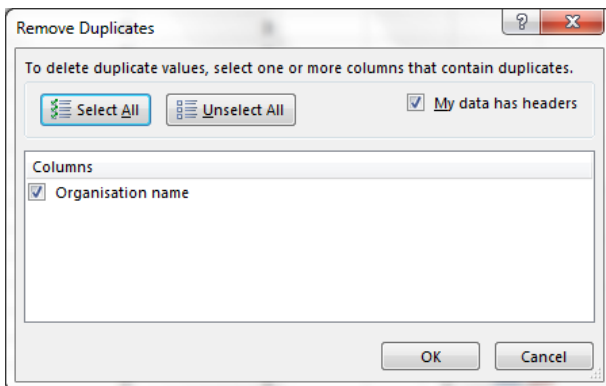 Remove Duplicates
To delete duplicate values, select one or more columns that contain duplicates.
Select All Unselect All My data has headers
Columns
Organisation name
OK Cancel